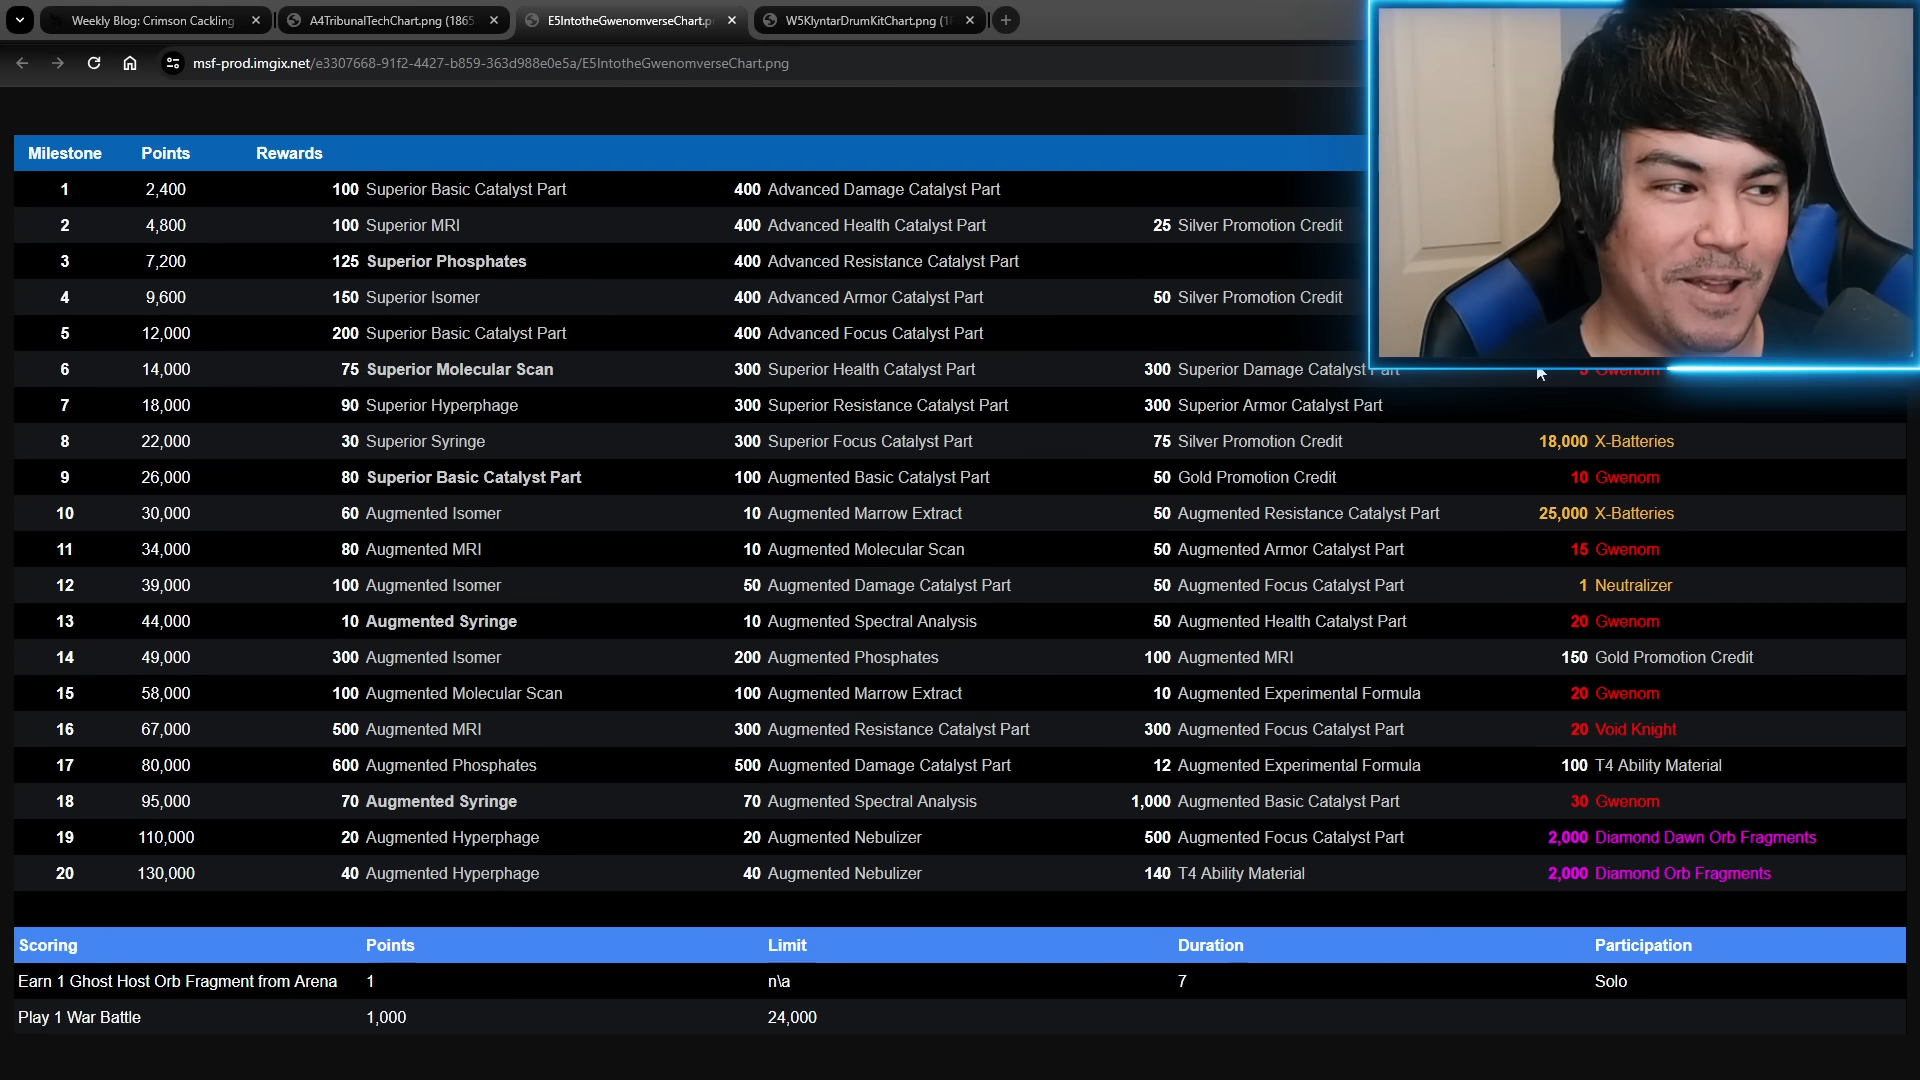 Weekly Blog: Crimson Cackling
A4TribunalTechChart.png (1865
E5IntotheGwenomverseChart.p
W5KlyntarDrumKitChart.png (1
msf-prod.imgix.net/e3307668-91f2-4427-b859-363d988e0e5a/E5IntotheGwenomverseChart.png
Milestone Points Rewards
1 2,400 100 Superior Basic Catalyst Part 400 Advanced Damage Catalyst Part
2 4,800 100 Superior MRI 400 Advanced Health Catalyst Part 25 Silver Promotion Credit
3 7,200 125 Superior Phosphates 400 Advanced Resistance Catalyst Part
4 9,600 150 Superior Isomer 400 Advanced Armor Catalyst Part 50 Silver Promotion Credit
5 12,000 200 Superior Basic Catalyst Part 400 Advanced Focus Catalyst Part
6 14,000 75 Superior Molecular Scan 300 Superior Health Catalyst Part 300 Superior Damage Catalyst Part 5 Gwenom
7 18,000 90 Superior Hyperphage 300 Superior Resistance Catalyst Part 300 Superior Armor Catalyst Part
8 22,000 30 Superior Syringe 300 Superior Focus Catalyst Part 75 Silver Promotion Credit 18,000 X-Batteries
9 26,000 80 Superior Basic Catalyst Part 100 Augmented Basic Catalyst Part 50 Gold Promotion Credit 10 Gwenom
10 30,000 60 Augmented Isomer 10 Augmented Marrow Extract 50 Augmented Resistance Catalyst Part 25,000 X-Batteries
11 34,000 80 Augmented MRI 10 Augmented Molecular Scan 50 Augmented Armor Catalyst Part 15 Gwenom
12 39,000 100 Augmented Isomer 50 Augmented Damage Catalyst Part 50 Augmented Focus Catalyst Part 1 Neutralizer
13 44,000 10 Augmented Syringe 10 Augmented Spectral Analysis 50 Augmented Health Catalyst Part 20 Gwenom
14 49,000 300 Augmented Isomer 200 Augmented Phosphates 100 Augmented MRI 150 Gold Promotion Credit
15 58,000 100 Augmented Molecular Scan 100 Augmented Marrow Extract 10 Augmented Experimental Formula 20 Gwenom
16 67,000 500 Augmented MRI 300 Augmented Resistance Catalyst Part 300 Augmented Focus Catalyst Part 20 Void Knight
17 80,000 600 Augmented Phosphates 500 Augmented Damage Catalyst Part 12 Augmented Experimental Formula 100 T4 Ability Material
18 95,000 70 Augmented Syringe 70 Augmented Spectral Analysis 1,000 Augmented Basic Catalyst Part 30 Gwenom
19 110,000 20 Augmented Hyperphage 20 Augmented Nebulizer 500 Augmented Focus Catalyst Part 2,000 Diamond Dawn Orb Fragments
20 130,000 40 Augmented Hyperphage 40 Augmented Nebulizer 140 T4 Ability Material 2,000 Diamond Orb Fragments
Scoring Points Limit Duration Participation
Earn 1 Ghost Host Orb Fragment from Arena 1 n\a 7 Solo
Play 1 War Battle 1,000 24,000